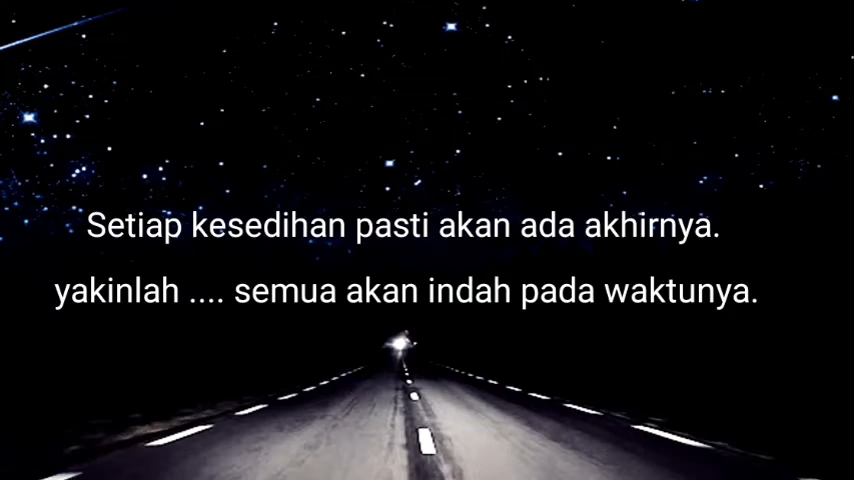 Setiap kesedihan pasti akan ada akhirnya.
yakinlah .... semua akan indah pada waktunya.